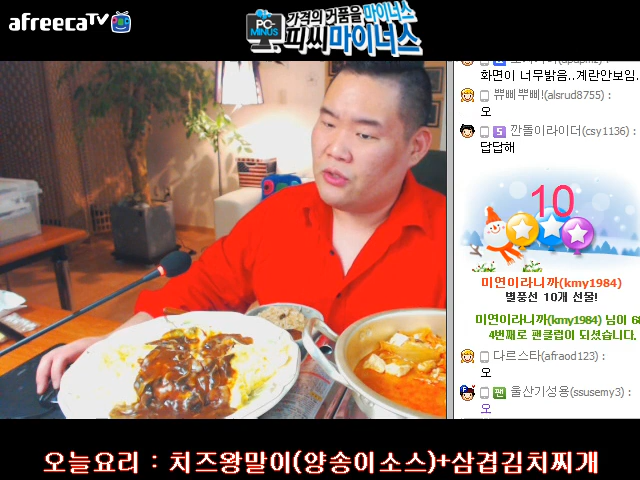 afreecaTV
가격의 거품을 마이너스
PC-MINUS
피씨마이너스
화면이 너무밝음..계란안보임.
쀼삐뿌삐!(alsrud8755) :
오
S 깐돌이라이더(csy1136) :
답답해
10
미연이라니까(kmy1984)
별풍선 10개 선물!
미연이라니까(kmy1984) 님이 68
4번째로 팬클럽이 되셨습니다.
다르스타(afraod123) :
오
팬 울산기성용(ssusemy3) :
오
오늘요리 : 치즈왕말이(양송이소스)+삼겹김치찌개